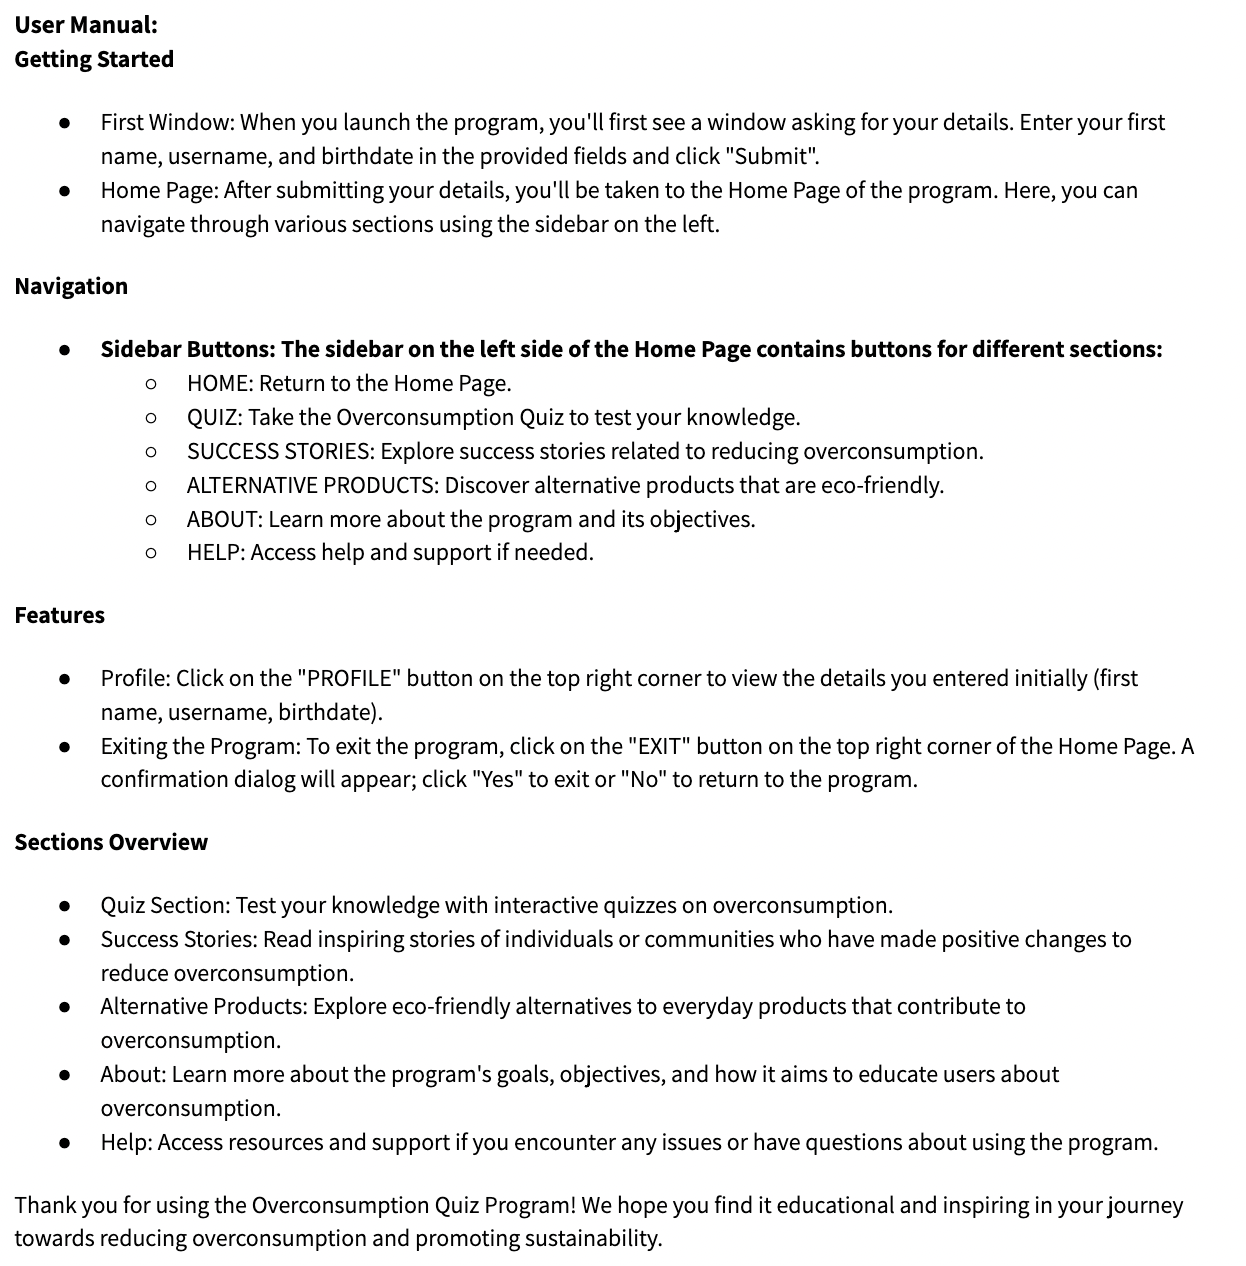 User Manual:
Getting Started
● First Window: When you launch the program, you'll first see a window asking for your details. Enter your first
name, username, and birthdate in the provided fields and click "Submit".
● Home Page: After submitting your details, you'll be taken to the Home Page of the program. Here, you can
navigate through various sections using the sidebar on the left.
Navigation
● Sidebar Buttons: The sidebar on the left side of the Home Page contains buttons for different sections:
○ HOME: Return to the Home Page.
○ QUIZ: Take the Overconsumption Quiz to test your knowledge.
○ SUCCESS STORIES: Explore success stories related to reducing overconsumption.
○ ALTERNATIVE PRODUCTS: Discover alternative products that are eco-friendly.
○ ABOUT: Learn more about the program and its objectives.
○ HELP: Access help and support if needed.
Features
● Profile: Click on the "PROFILE" button on the top right corner to view the details you entered initially (first
name, username, birthdate).
● Exiting the Program: To exit the program, click on the "EXIT" button on the top right corner of the Home Page. A
confirmation dialog will appear; click "Yes" to exit or "No" to return to the program.
Sections Overview
● Quiz Section: Test your knowledge with interactive quizzes on overconsumption.
● Success Stories: Read inspiring stories of individuals or communities who have made positive changes to
reduce overconsumption.
● Alternative Products: Explore eco-friendly alternatives to everyday products that contribute to
overconsumption.
● About: Learn more about the program's goals, objectives, and how it aims to educate users about
overconsumption.
● Help: Access resources and support if you encounter any issues or have questions about using the program.
Thank you for using the Overconsumption Quiz Program! We hope you find it educational and inspiring in your journey
towards reducing overconsumption and promoting sustainability.